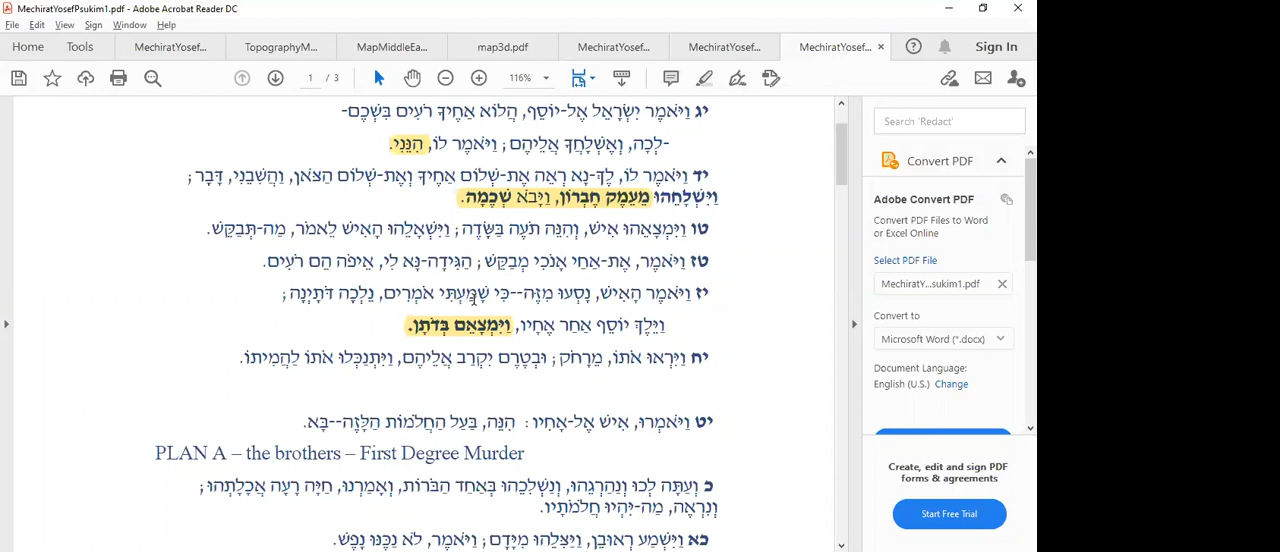 MechiratYosefPsukim1.pdf - Adobe Acrobat Reader DC
File Edit View Sign Window Help
Home Tools MechiratYosef... TopographyM... MapMiddleEa... map3d.pdf MechiratYosef... MechiratYosef... MechiratYosef... × Sign In
1 / 3 116%
יג וַיֹּאמֶר יִשְׂרָאֵל אֶל-יוֹסֵף, הֲלוֹא אַחֶיךָ רֹעִים בִּשְׁכֶם-
-לְכָה, וְאֶשְׁלָחֲךָ אֲלֵיהֶם; וַיֹּאמֶר לוֹ, הִנֵּנִי.
יד וַיֹּאמֶר לוֹ, לֶךְ-נָא רְאֵה אֶת-שְׁלוֹם אַחֶיךָ וְאֶת-שְׁלוֹם הַצֹּאן, וַהֲשִׁבֵנִי, דָּבָר;
וַיִּשְׁלָחֵהוּ מֵעֵמֶק חֶבְרוֹן, וַיָּבֹא שְׁכֶמָה.
טו וַיִּמְצָאֵהוּ אִישׁ, וְהִנֵּה תֹעֶה בַּשָּׂדֶה; וַיִּשְׁאָלֵהוּ הָאִישׁ לֵאמֹר, מַה-תְּבַקֵּשׁ.
טז וַיֹּאמֶר, אֶת-אַחַי אָנֹכִי מְבַקֵּשׁ; הַגִּידָה-נָּא לִי, אֵיפֹה הֵם רֹעִים.
יז וַיֹּאמֶר הָאִישׁ, נָסְעוּ מִזֶּה--כִּי שָׁמַעְתִּי אֹמְרִים, נֵלְכָה דֹּתָיְנָה;
וַיֵּלֶךְ יוֹסֵף אַחַר אֶחָיו, וַיִּמְצָאֵם בְּדֹתָן.
יח וַיִּרְאוּ אֹתוֹ, מֵרָחֹק; וּבְטֶרֶם יִקְרַב אֲלֵיהֶם, וַיִּתְנַכְּלוּ אֹתוֹ לַהֲמִיתוֹ.
יט וַיֹּאמְרוּ, אִישׁ אֶל-אָחִיו: הִנֵּה, בַּעַל הַחֲלֹמוֹת הַלָּזֶה--בָּא.
PLAN A – the brothers – First Degree Murder
כ וְעַתָּה לְכוּ וְנַהַרְגֵהוּ, וְנַשְׁלִכֵהוּ בְּאַחַד הַבֹּרוֹת, וְאָמַרְנוּ, חַיָּה רָעָה אֲכָלָתְהוּ;
וְנִרְאֶה, מַה-יִּהְיוּ חֲלֹמֹתָיו.
כא וַיִּשְׁמַע רְאוּבֵן, וַיַּצִּלֵהוּ מִיָּדָם; וַיֹּאמֶר, לֹא נַכֶּנּוּ נָפֶשׁ.
Search 'Redact'
Convert PDF
Adobe Convert PDF
Convert PDF Files to Word
or Excel Online
Select PDF File
MechiratY...sukim1.pdf
Convert to
Microsoft Word (*.docx)
Document Language:
English (U.S.) Change
Create, edit and sign PDF
forms & agreements
Start Free Trial